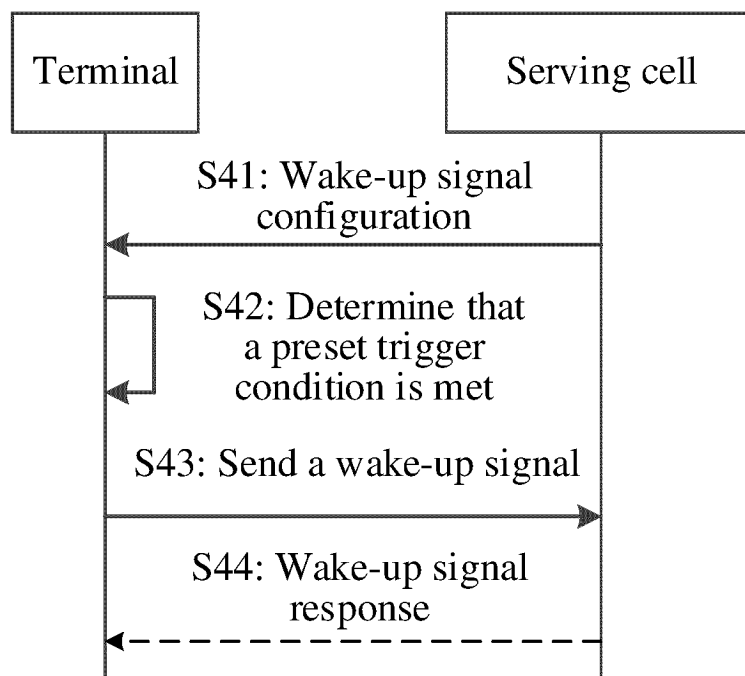 Terminal
Serving cell
S41: Wake-up signal
configuration
S42: Determine that
a preset trigger
condition is met
S43: Send a wake-up signal
S44: Wake-up signal
response